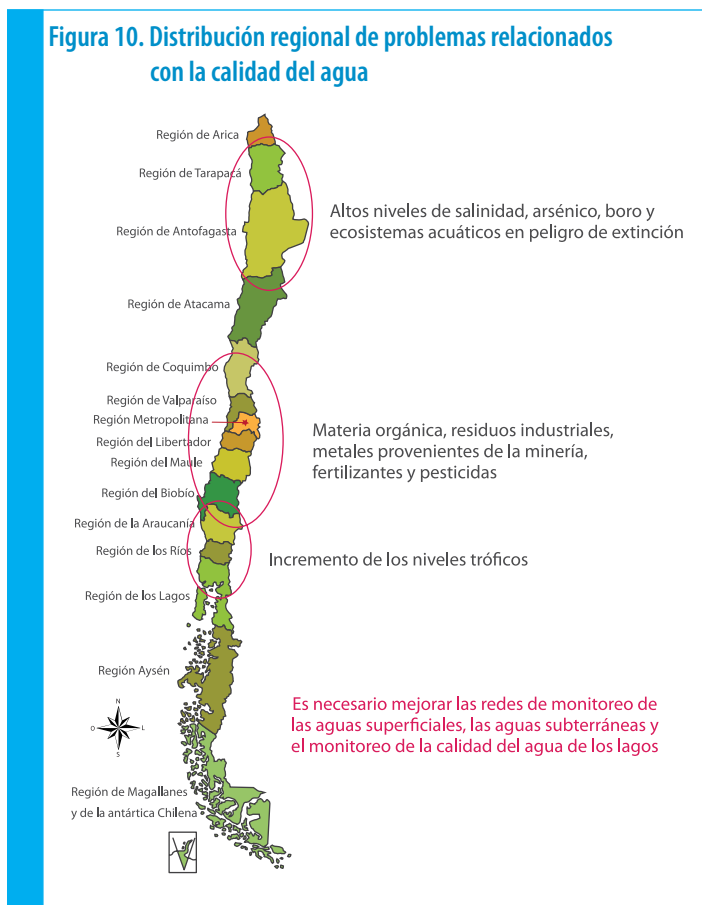 Figura 10. Distribución regional de problemas relacionados
con la calidad del agua
Región de Arica
Región de Tarapacá
Altos niveles de salinidad, arsénico, boro y
ecosistemas acuáticos en peligro de extinción
Región de Antofagasta
Región de Atacama
Región de Coquimbo
Región de Valparaíso
Región Metropolitana
Región del Libertador
Región del Maule
Materia orgánica, residuos industriales,
metales provenientes de la minería,
fertilizantes y pesticidas
Región del Biobío
Región de la Araucanía
Región de los Ríos
Incremento de los niveles tróficos
Región de los Lagos
Región Aysén
N
O
L
S
Es necesario mejorar las redes de monitoreo de
las aguas superficiales, las aguas subterráneas y
el monitoreo de la calidad del agua de los lagos
Región de Magallanes
y de la antártica Chilena